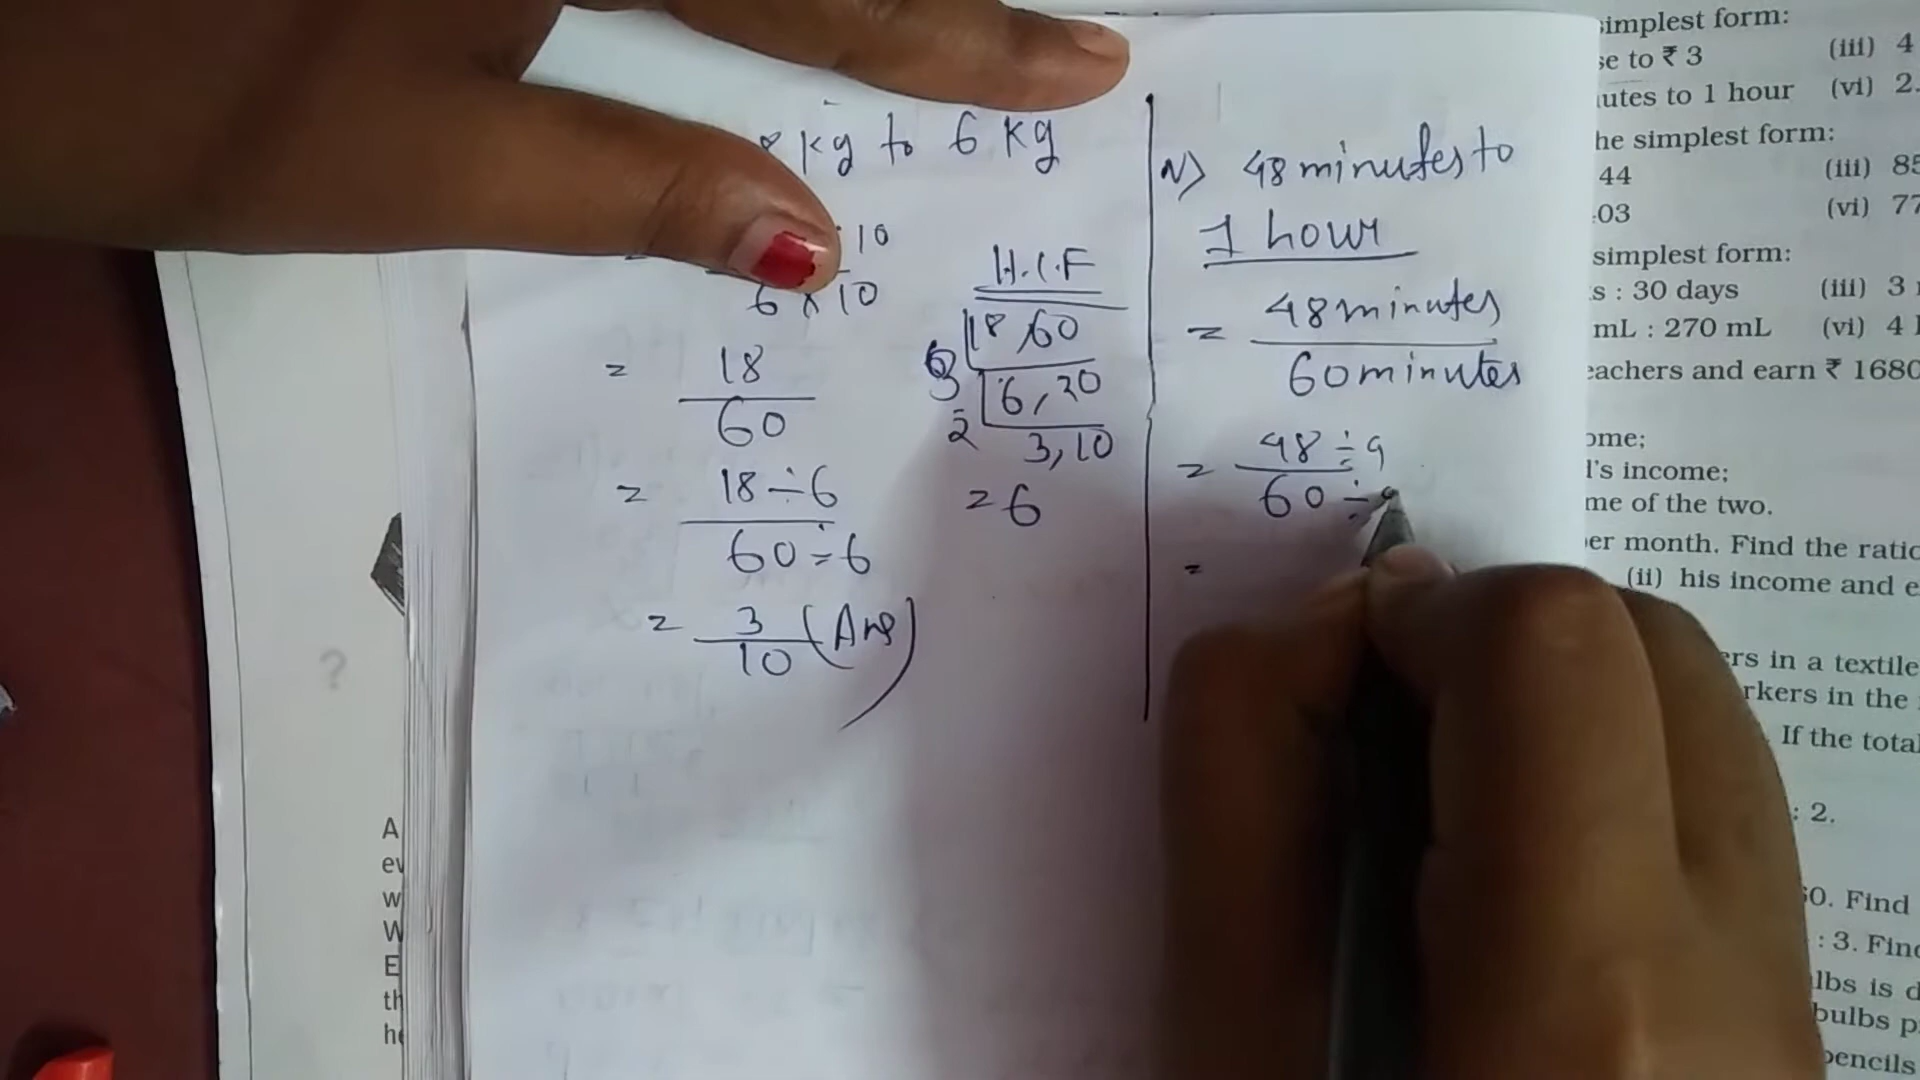 kg to 6 kg
10
6 × 10
= 18
60
= 18 ÷ 6
60 ÷ 6
= 3 (Ans)
10
H.C.F
18, 60
3 6, 20
2 3, 10
= 6
V) 48 minutes to
1 hour
= 48 minutes
60 minutes
= 48 ÷ 9
60 ÷
=
simplest form:
se to ₹ 3 (iii) 4
utes to 1 hour (vi) 2.
he simplest form:
44 (iii) 85
03 (vi) 77
simplest form:
s : 30 days (iii) 3
mL : 270 mL (vi) 4
eachers and earn ₹ 1680
ome;
l's income;
me of the two.
er month. Find the ratio
(ii) his income and e
ers in a textile
rkers in the
. If the total
: 2.
0. Find
: 3. Find
lbs is d
bulbs p
pencils
?
A
ev
w
W
E
th
he